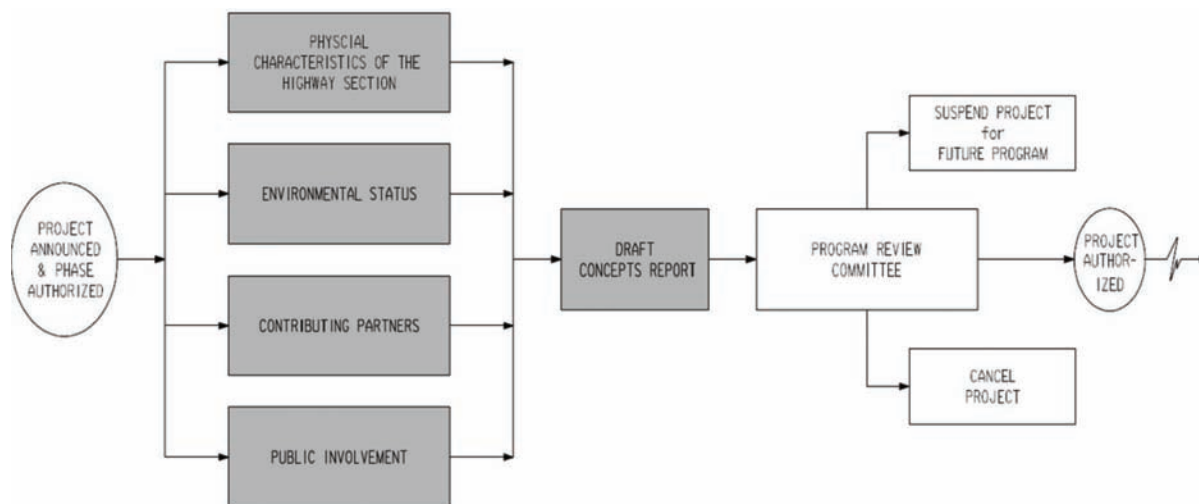 PROJECT
ANNOUNCED
& PHASE
AUTHORIZED
PHYSCIAL
CHARACTERISTICS OF THE
HIGHWAY SECTION
ENVIRONMENTAL STATUS
CONTRIBUTING PARTNERS
PUBLIC INVOLVEMENT
DRAFT
CONCEPTS REPORT
PROGRAM REVIEW
COMMITTEE
SUSPEND PROJECT
for
FUTURE PROGRAM
PROJECT
AUTHOR-
IZED
CANCEL
PROJECT